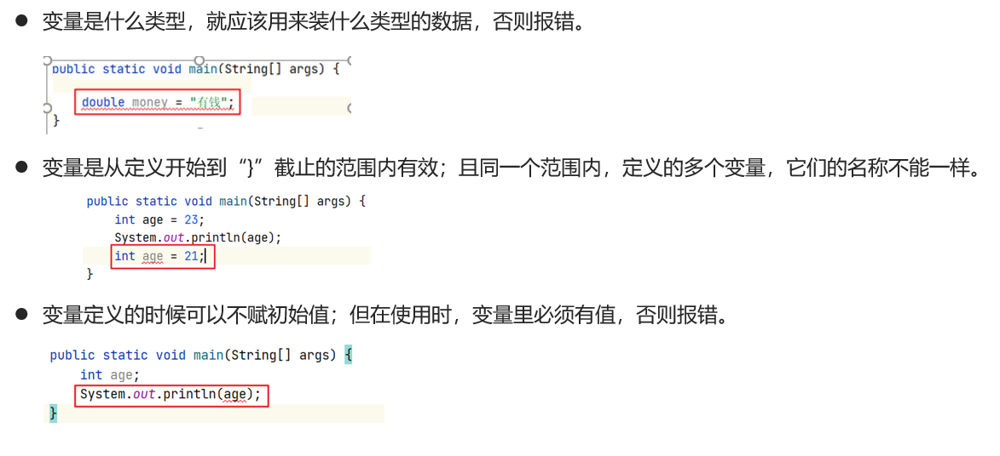 ● 变量是什么类型，就应该用来装什么类型的数据，否则报错。
public static void main(String[] args) {
double money = "有钱";
}
● 变量是从定义开始到“}”截止的范围内有效；且同一个范围内，定义的多个变量，它们的名称不能一样。
public static void main(String[] args) {
int age = 23;
System.out.println(age);
int age = 21;
}
● 变量定义的时候可以不赋初始值；但在使用时，变量里必须有值，否则报错。
public static void main(String[] args) {
int age;
System.out.println(age);
}